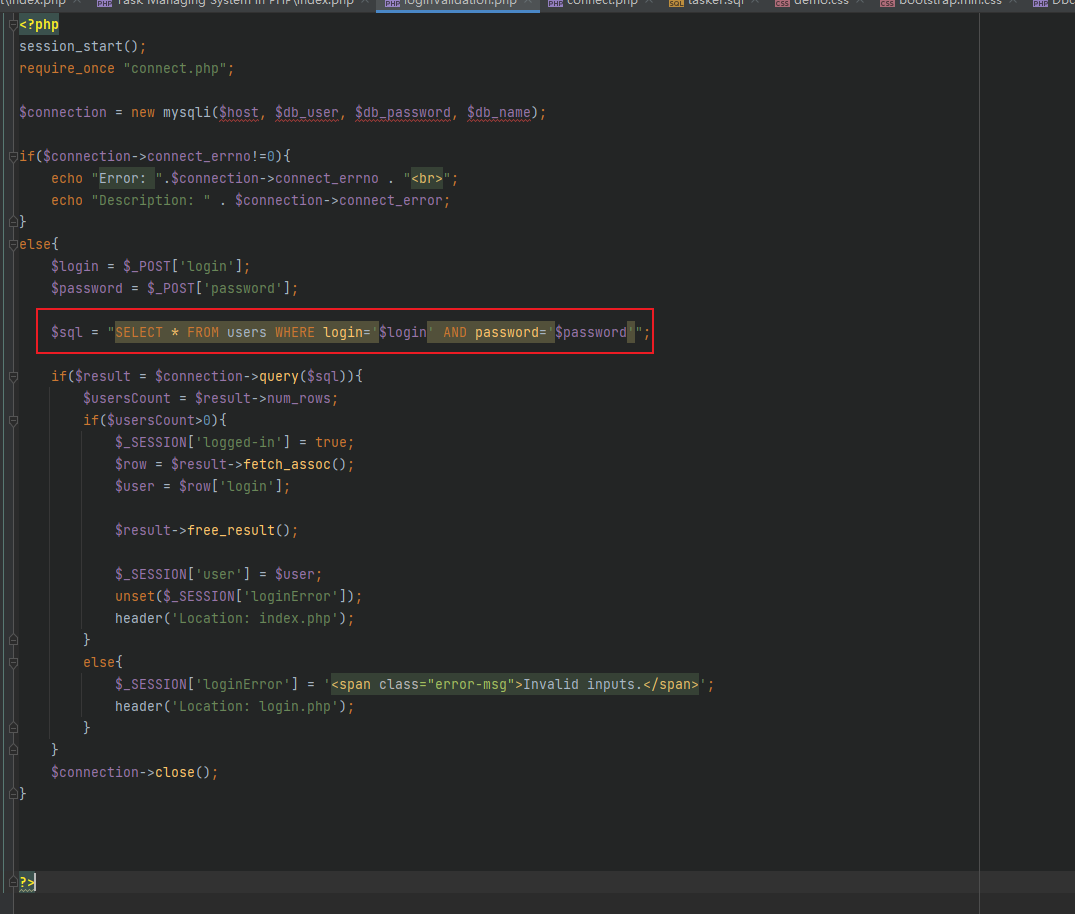 t\index.php Task Managing System in PHP\index.php loginValidation.php connect.php tasker.sql demo.css bootstrap.min.css
<?php
session_start();
require_once "connect.php";
$connection = new mysqli($host, $db_user, $db_password, $db_name);
if($connection->connect_errno!=0){
echo "Error: ".$connection->connect_errno . "<br>";
echo "Description: " . $connection->connect_error;
}
else{
$login = $_POST['login'];
$password = $_POST['password'];
$sql = "SELECT * FROM users WHERE login='$login' AND password='$password'";
if($result = $connection->query($sql)){
$usersCount = $result->num_rows;
if($usersCount>0){
$_SESSION['logged-in'] = true;
$row = $result->fetch_assoc();
$user = $row['login'];
$result->free_result();
$_SESSION['user'] = $user;
unset($_SESSION['loginError']);
header('Location: index.php');
}
else{
$_SESSION['loginError'] = '<span class="error-msg">Invalid inputs.</span>';
header('Location: login.php');
}
}
$connection->close();
}
?>